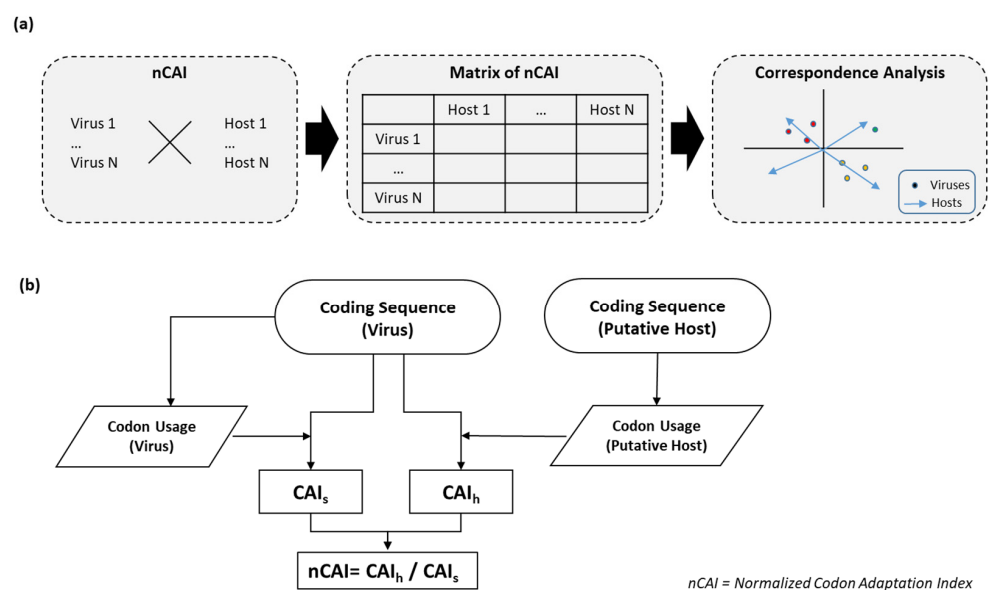 (a)
nCAI
Virus 1
Host 1
...
...
Virus N
Host N
Matrix of nCAI
Host 1
...
Host N
Virus 1
...
Virus N
Correspondence Analysis
Viruses
Hosts
(b)
Coding Sequence
(Virus)
Coding Sequence
(Putative Host)
Codon Usage
(Virus)
Codon Usage
(Putative Host)
CAIs
CAIh
nCAI= CAIh / CAIs
nCAI = Normalized Codon Adaptation Index